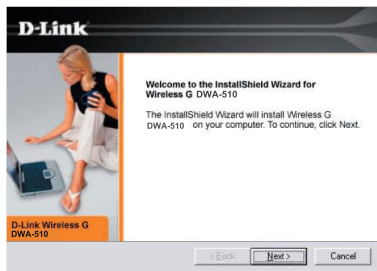 D-Link
Welcome to the InstallShield Wizard for
Wireless G DWA-510
The InstallShield Wizard will install Wireless G
DWA-510 on your computer. To continue, click Next.
D-Link Wireless G
DWA-510
< Back
Next >
Cancel